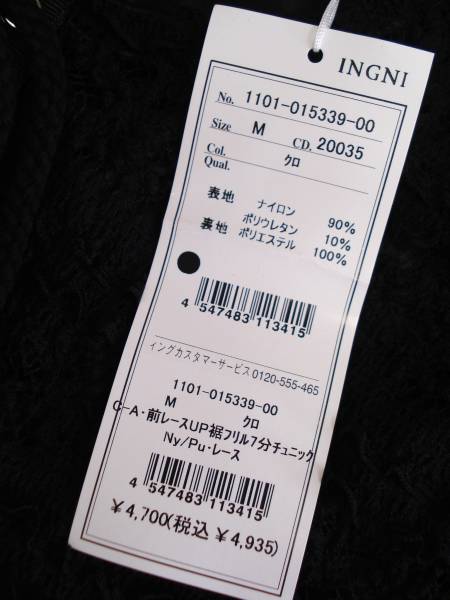 INGNI
No. 1101-015339-00
Size M CD. 20035
Col. クロ
Qual.
表地 ナイロン 90%
ポリウレタン 10%
裏地 ポリエステル 100%
4 547483 113415
イングカスタマーサービス0120-555-465
1101-015339-00
M クロ
C-A・前レースUP裾フリル7分チュニック
Ny/Pu・レース
4 547483 113415
¥4,700(税込 ¥4,935)